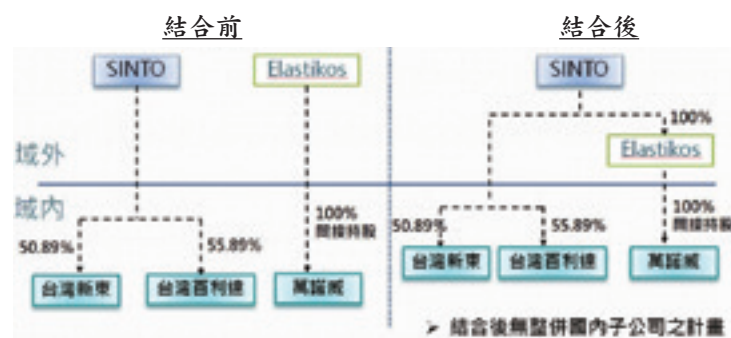 結合前
結合後
SINTO
Elastikos
SINTO
100%
Elastikos
域外
域內
50.89%
55.89%
100%
間接持股
50.89%
55.89%
100%
間接持股
台灣新東
台灣百利達
萬諾威
台灣新東
台灣百利達
萬諾威
➢ 結合後無整併國內子公司之計畫